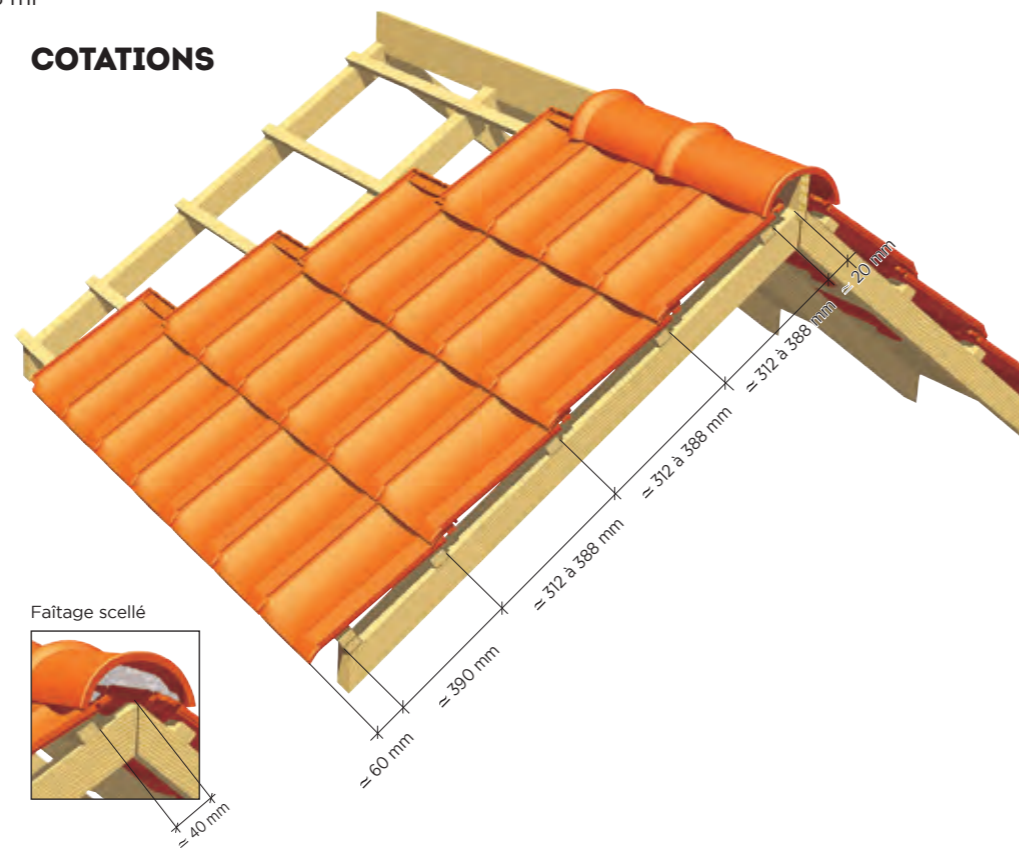 COTATIONS
≃ 20 mm
≃ 312 à 388 mm
≃ 312 à 388 mm
≃ 312 à 388 mm
≃ 390 mm
≃ 60 mm
Faîtage scellé
≃ 40 mm